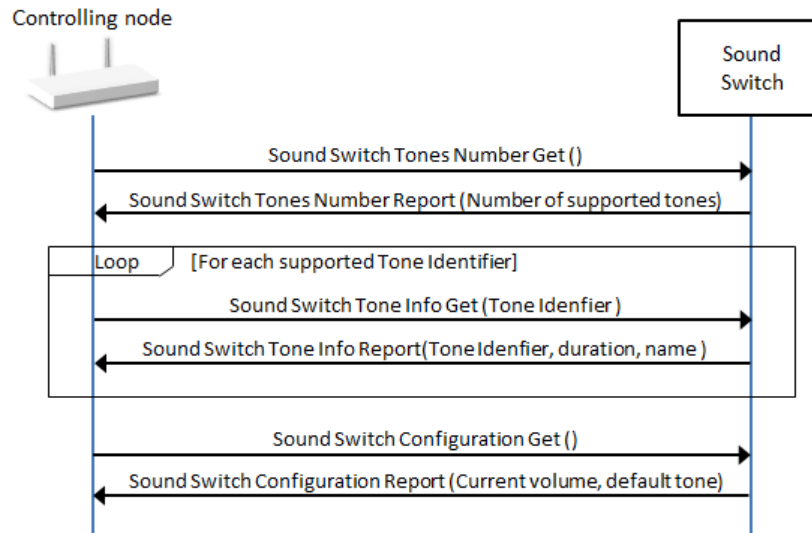 Controlling node
Sound
Switch
Sound Switch Tones Number Get ()
Sound Switch Tones Number Report (Number of supported tones)
Loop [For each supported Tone Identifier]
Sound Switch Tone Info Get (Tone Idenfier )
Sound Switch Tone Info Report(Tone Idenfier, duration, name )
Sound Switch Configuration Get ()
Sound Switch Configuration Report (Current volume, default tone)